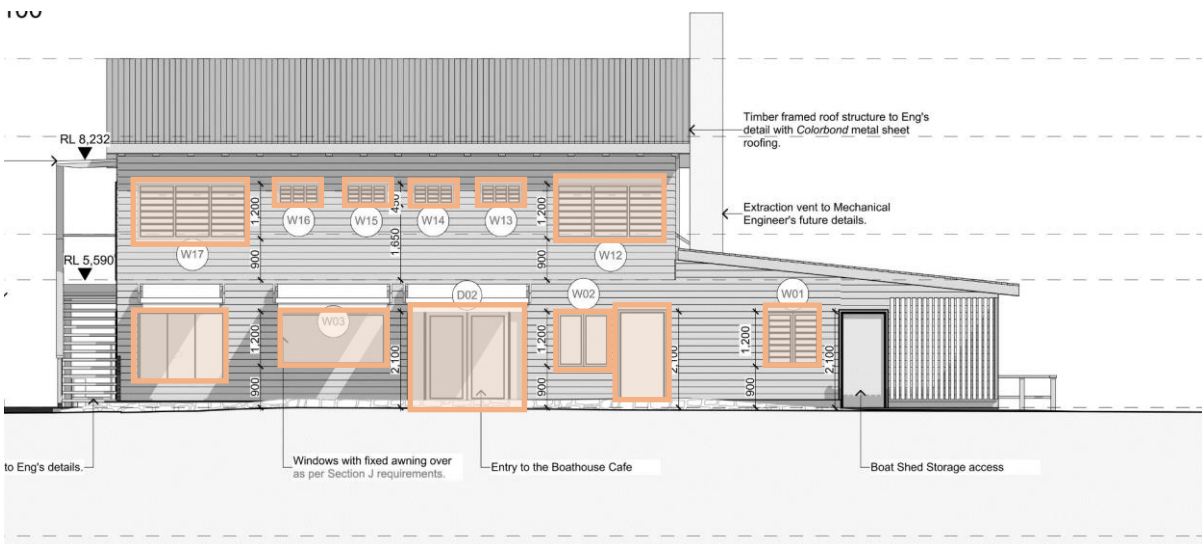 100
Timber framed roof structure to Eng's
detail with Colorbond metal sheet
roofing.
RL 8,232
W16
W15
W14
W13
1,200
450
1,200
Extraction vent to Mechanical
Engineer's future details.
W17
W12
900
1,650
900
RL 5,590
D02
W02
W01
W03
1,200
2,100
1,200
2,100
1,200
2,100
900
900
900
to Eng's details.
Windows with fixed awning over
as per Section J requirements.
Entry to the Boathouse Cafe
Boat Shed Storage access